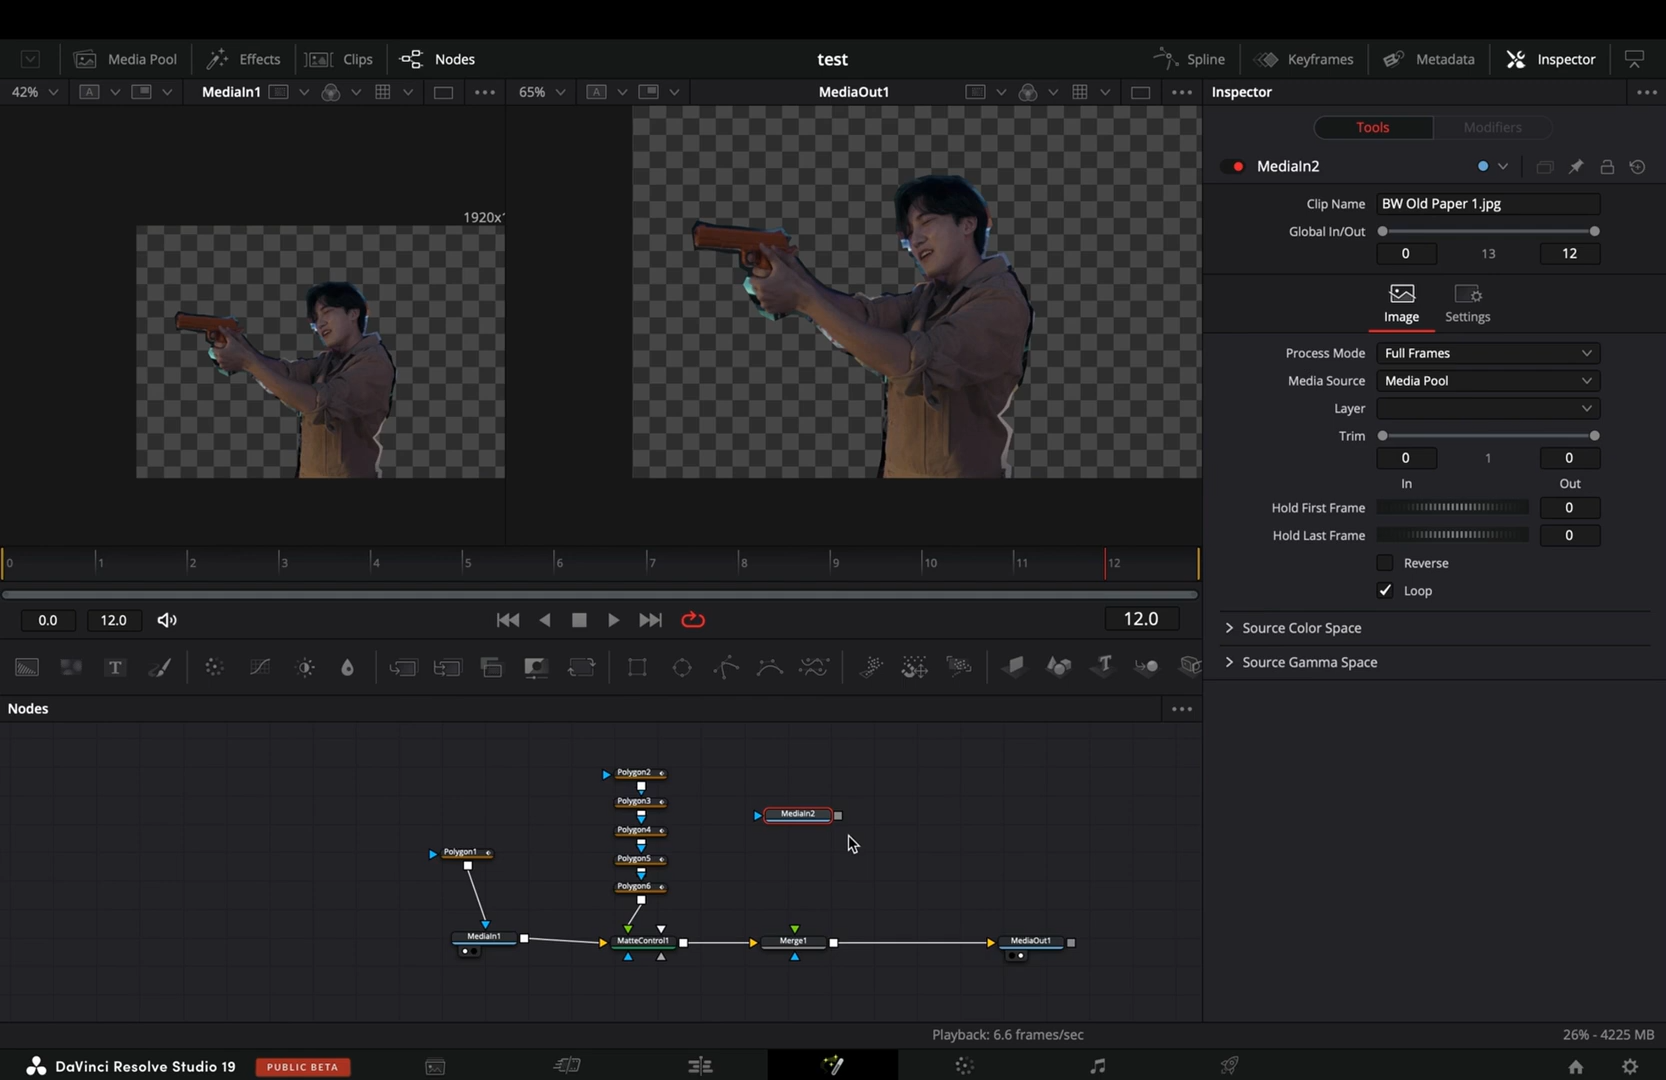 Media Pool Effects Clips Nodes test Spline Keyframes Metadata Inspector
42% A MediaIn1 65% A MediaOut1 Inspector
Tools Modifiers
MediaIn2
Clip Name BW Old Paper 1.jpg
Global In/Out
0 13 12
Image Settings
Process Mode Full Frames
Media Source Media Pool
Layer
Trim
0 1 0
In Out
Hold First Frame 0
Hold Last Frame 0
Reverse
Loop
Source Color Space
Source Gamma Space
1920x
0 1 2 3 4 5 6 7 8 9 10 11 12
0.0 12.0 12.0
T T
Nodes
Polygon2
Polygon3
MediaIn2
Polygon4
Polygon1
Polygon5
Polygon6
MediaIn1 MatteControl1 Merge1 MediaOut1
Playback: 6.6 frames/sec 26% - 4225 MB
DaVinci Resolve Studio 19 PUBLIC BETA